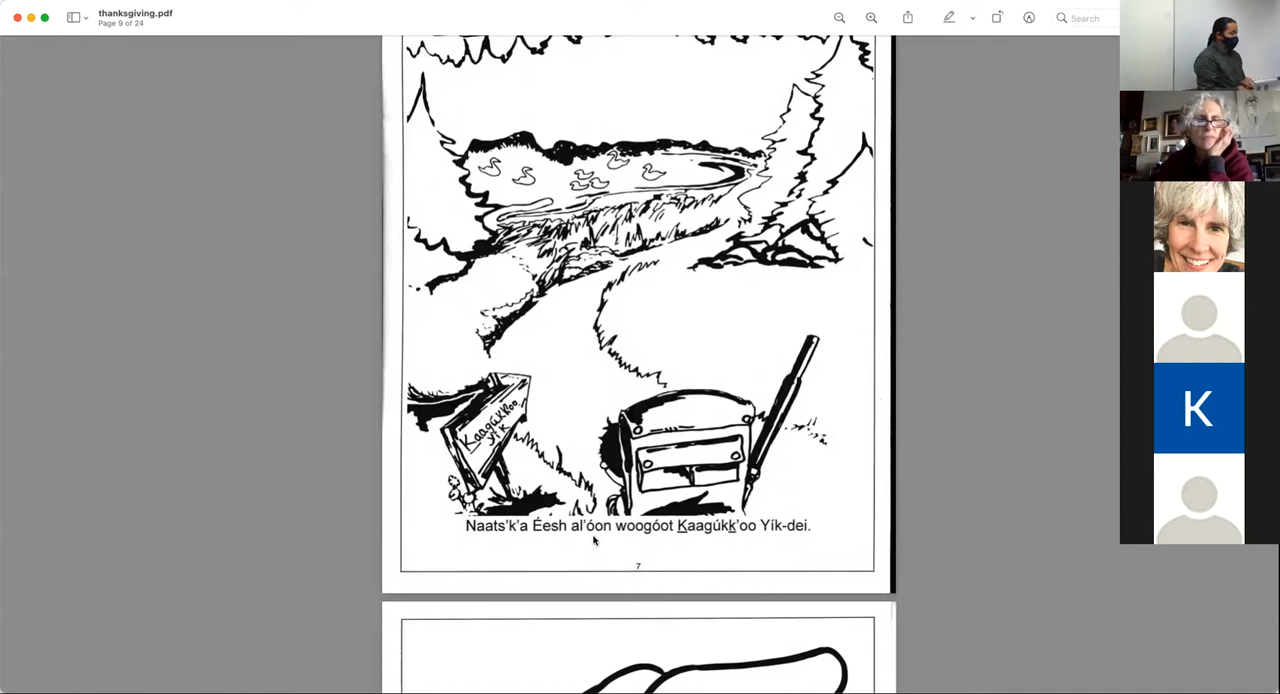 thanksgiving.pdf
Page 9 of 24
Search
Kaagúkk'oo
yík
Naats'k'a Éesh al'óon woogóot Ḵaagúkḵ'oo Yík-dei.
7
K